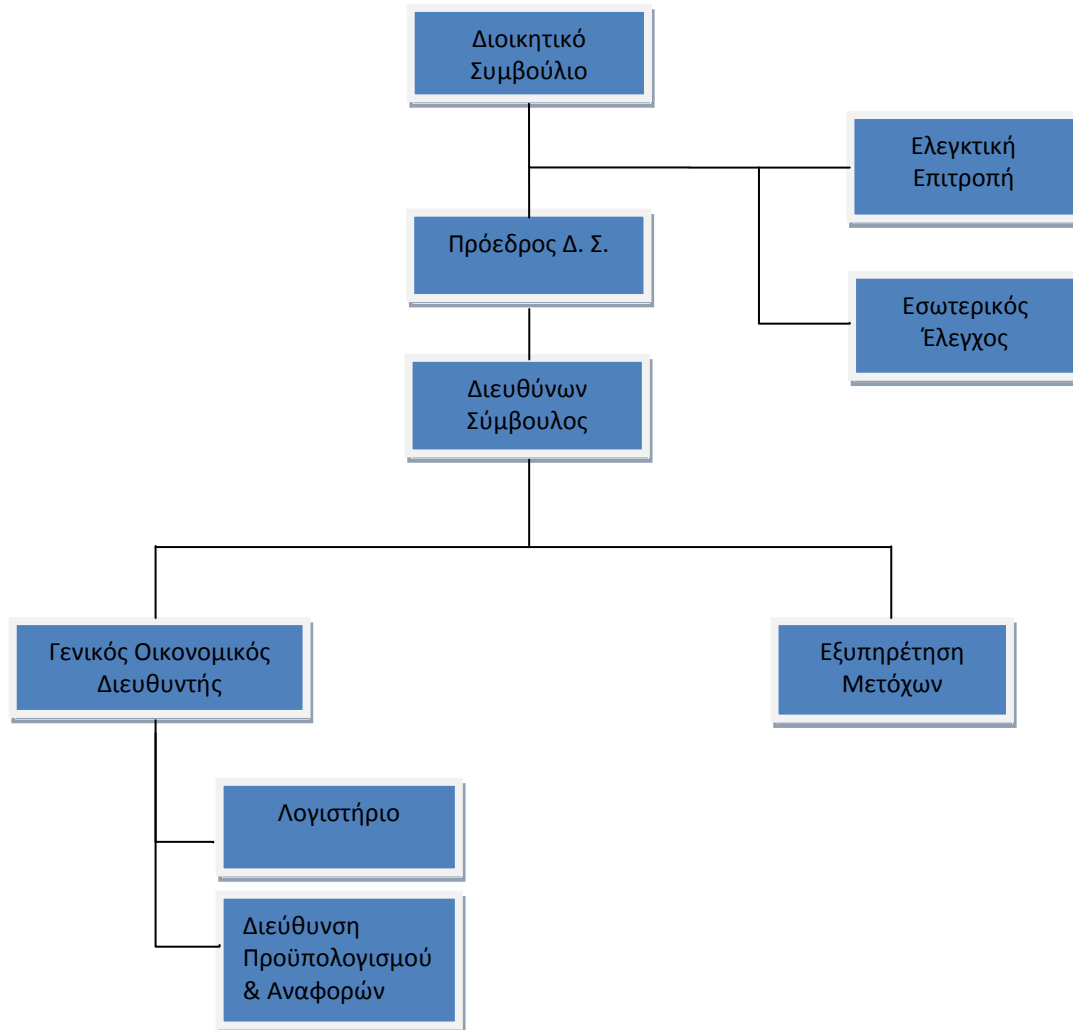 Διοικητικό
Συμβούλιο
Ελεγκτική
Επιτροπή
Πρόεδρος Δ. Σ.
Εσωτερικός
Έλεγχος
Διευθύνων
Σύμβουλος
Γενικός Οικονομικός
Διευθυντής
Εξυπηρέτηση
Μετόχων
Λογιστήριο
Διεύθυνση
Προϋπολογισμού
& Αναφορών